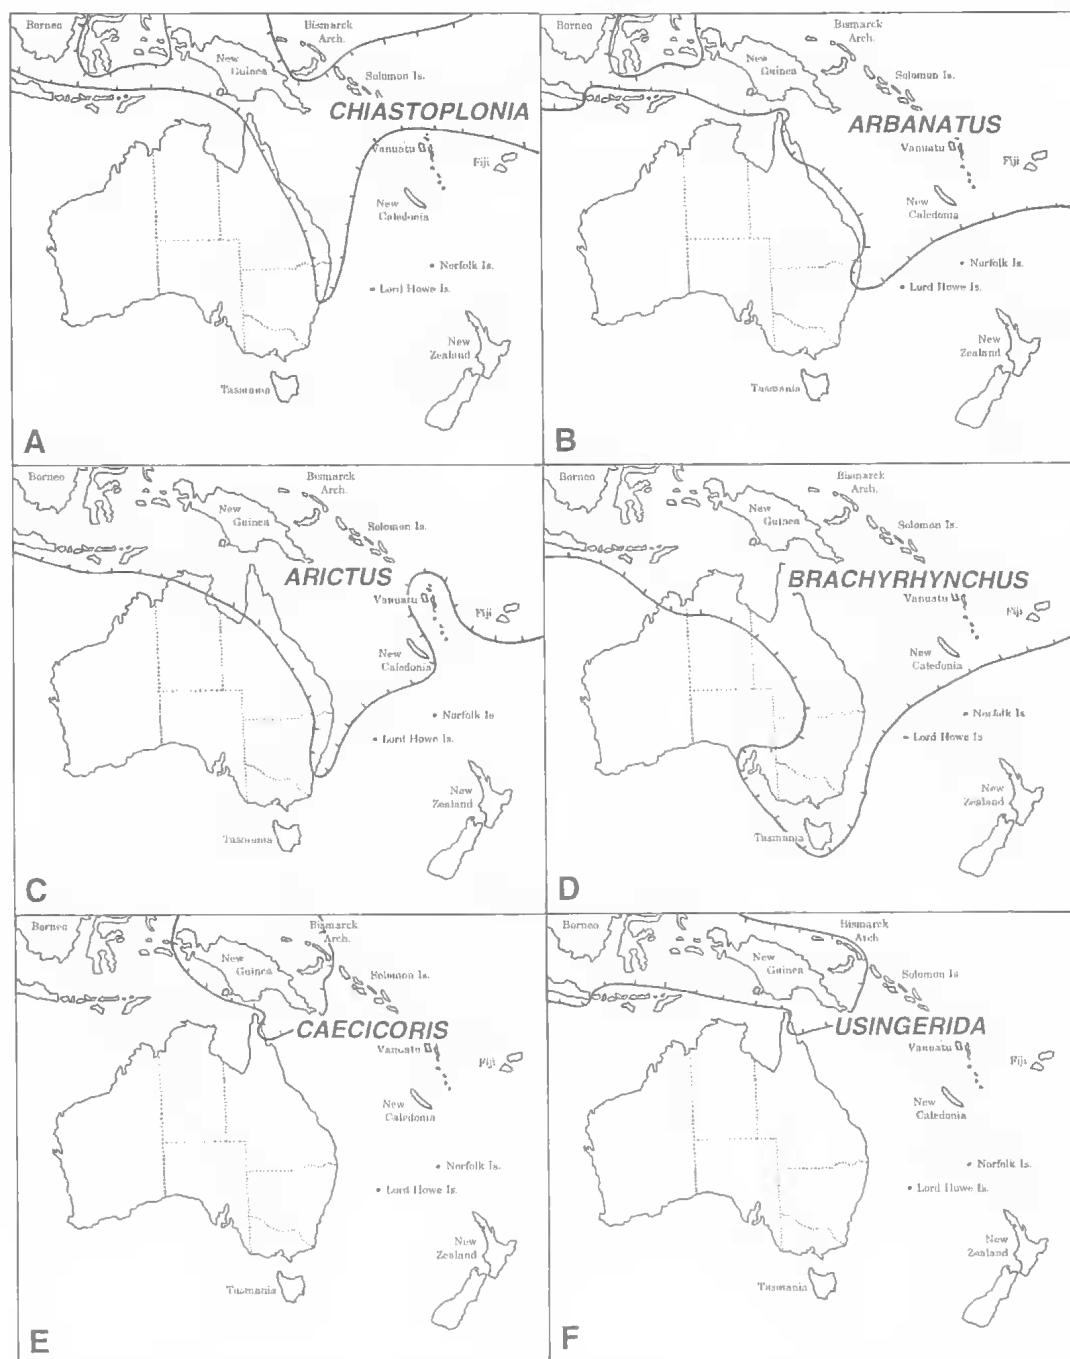 Borneo
Bismarck
Arch.
New
Guinea
Solomon Is.
CHIASTOPLONIA
Vanuatu
Fiji
New
Caledonia
Norfolk Is.
Lord Howe Is.
New
Zealand
Tasmania
A
Borneo
Bismarck
Arch.
New
Guinea
Solomon Is.
ARBANATUS
Vanuatu
Fiji
New
Caledonia
Norfolk Is.
Lord Howe Is.
New
Zealand
Tasmania
B
Borneo
Bismarck
Arch.
New
Guinea
Solomon Is.
ARICTUS
Vanuatu
Fiji
New
Caledonia
Norfolk Is
Lord Howe Is.
New
Zealand
Tasmania
C
Borneo
Bismarck
Arch.
New
Guinea
Solomon Is.
BRACHYRHYNCHUS
Vanuatu
Fiji
New
Caledonia
Norfolk Is
Lord Howe Is
New
Zealand
Tasmania
D
Borneo
Bismarck
Arch.
New
Guinea
Solomon Is.
CAECICORIS
Vanuatu
Fiji
New
Caledonia
Norfolk Is.
Lord Howe Is.
New
Zealand
Tasmania
E
Borneo
Bismarck
Arch
New
Guinea
Solomon Is
USINGERIDA
Vanuatu
Fiji
New
Caledonia
Norfolk Is.
Lord Howe Is.
New
Zealand
Tasmania
F